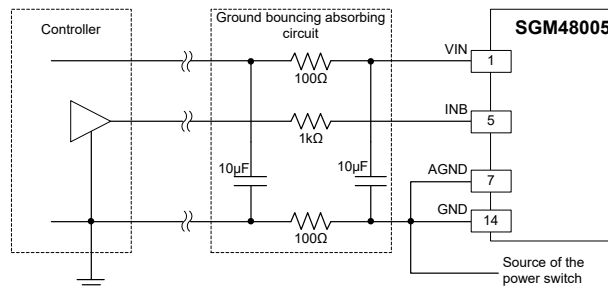 Controller
Ground bouncing absorbing
circuit
SGM48005
VIN
1
100Ω
INB
5
1kΩ
10µF
10µF
AGND
7
GND
14
100Ω
Source of the
power switch